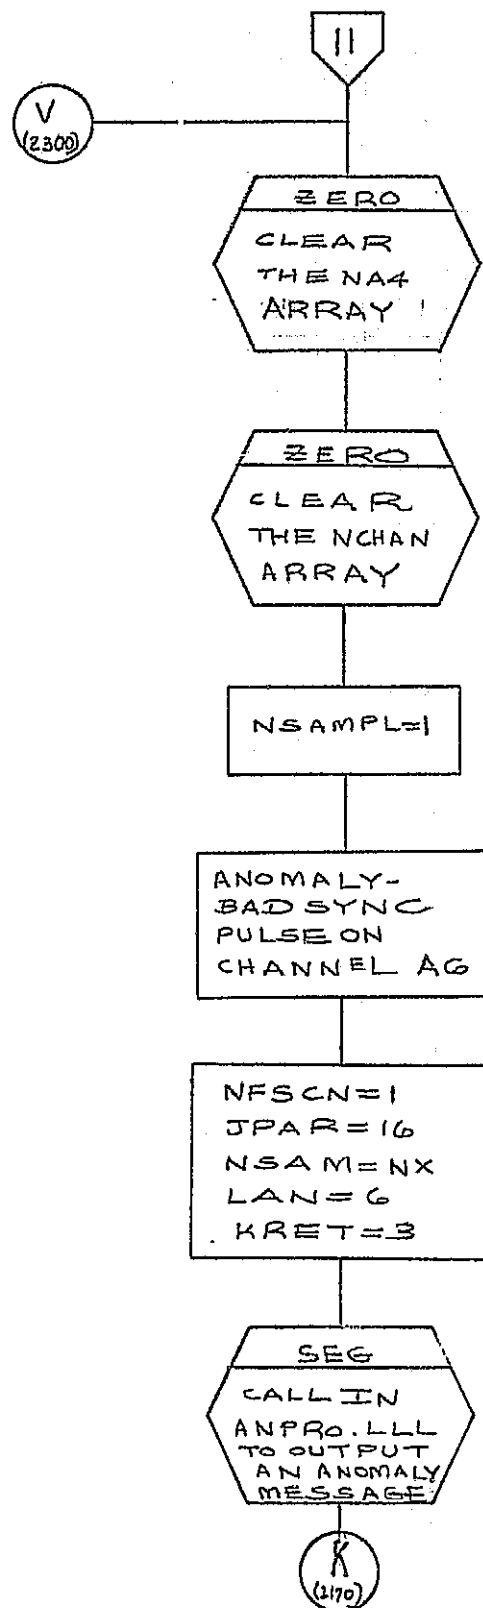 11
V
(2300)
ZERO
CLEAR
THE NA4
ARRAY
ZERO
CLEAR
THE NCHAN
ARRAY
NSAMPL=1
ANOMALY-
BAD SYNC
PULSE ON
CHANNEL AG
NFSCN=1
JPAR=16
NSAM=NX
LAN=6
KRET=3
SEG
CALL IN
ANPRO.LLL
TO OUTPUT
AN ANOMALY
MESSAGE
K
(2170)